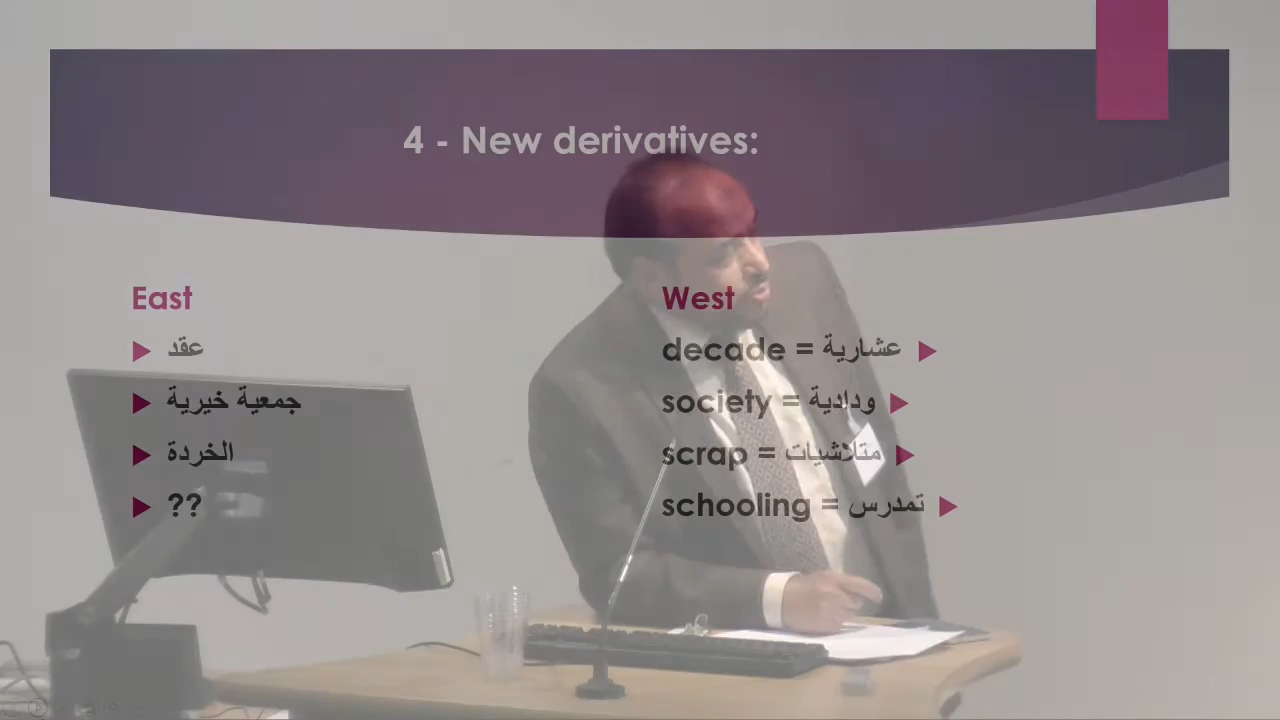 4 - New derivatives:
East
عقد
جمعية خيرية
الخردة
??
West
decade = عشارية
society = ودادية
scrap = متلاشيات
schooling = تمدرس